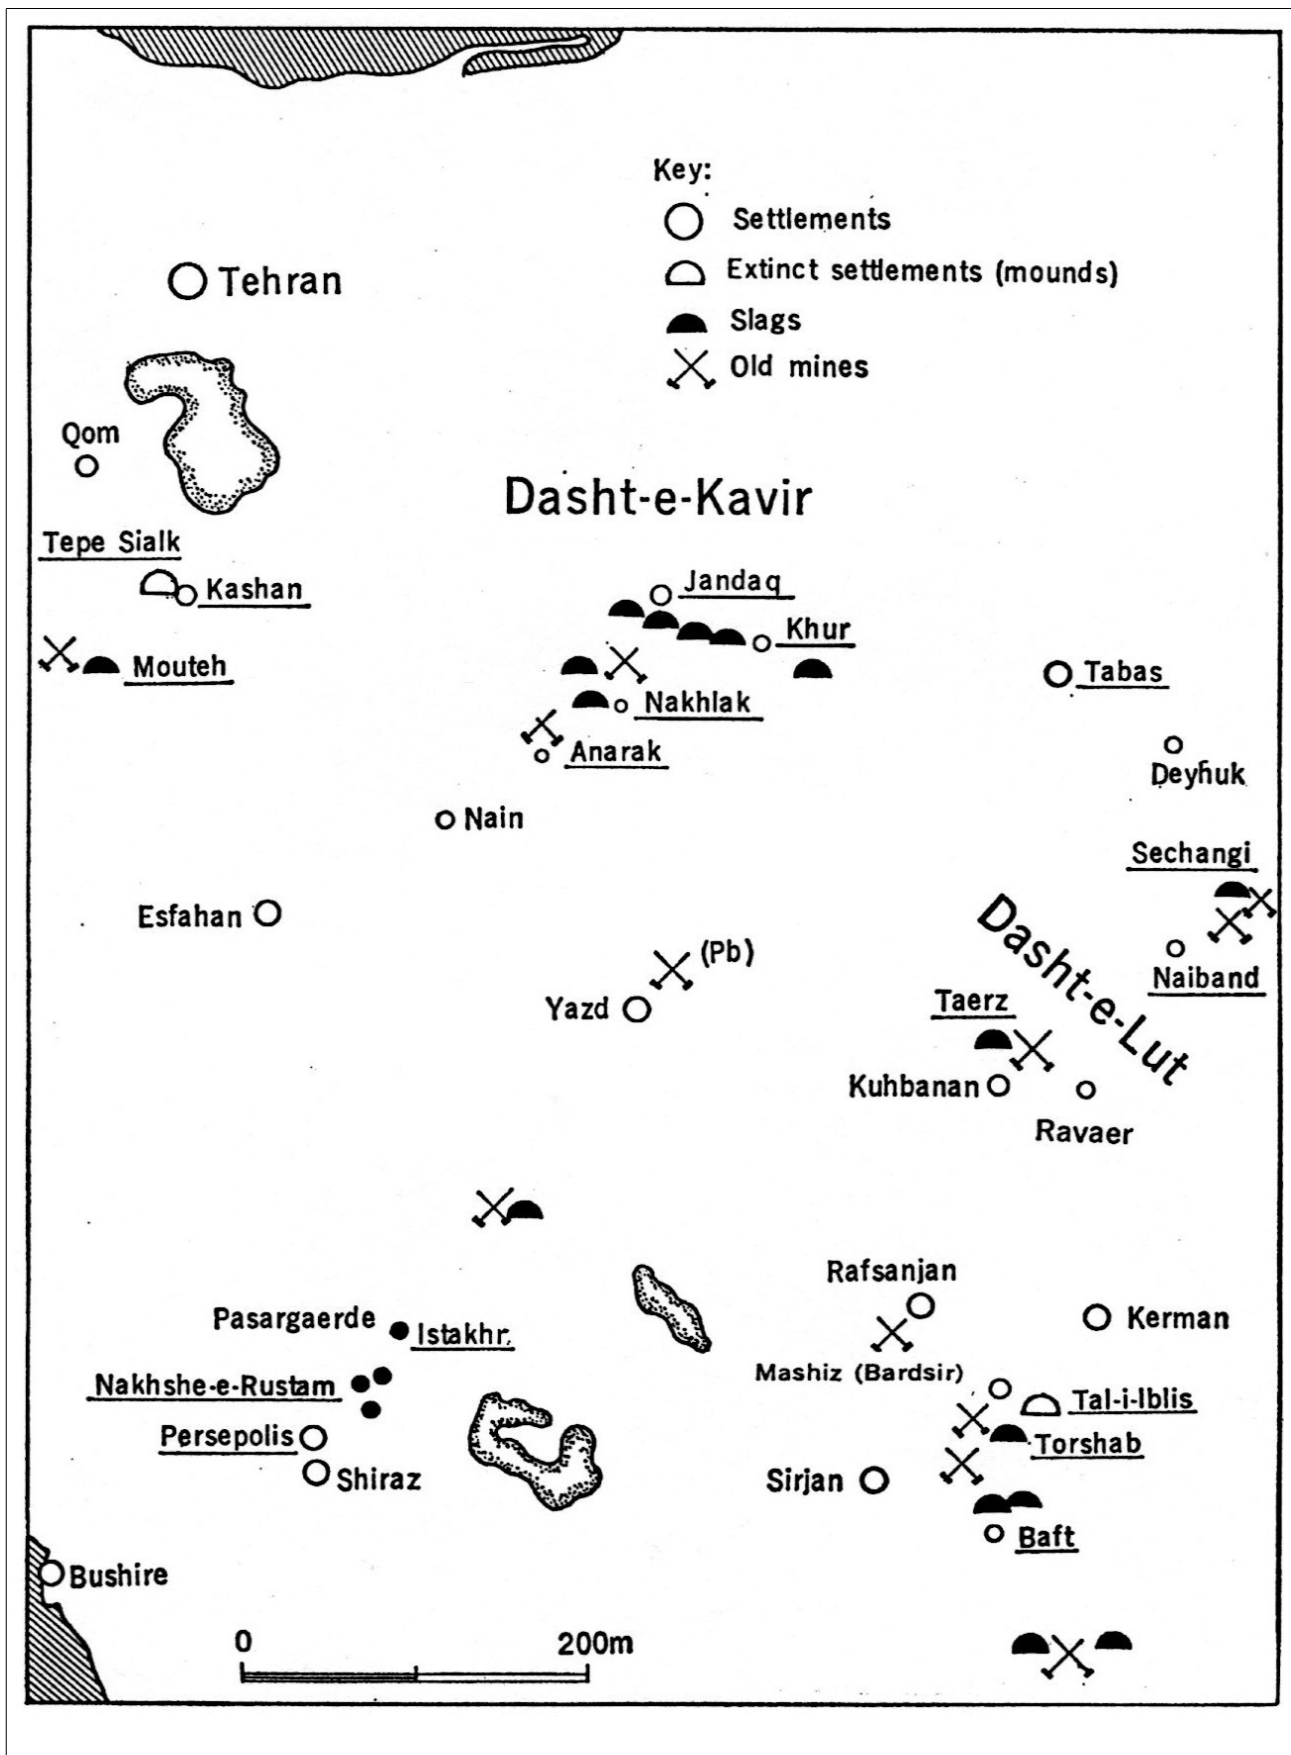 Key:
Settlements
Extinct settlements (mounds)
Slags
Old mines
Tehran
Qom
Dasht-e-Kavir
Tepe Sialk
Kashan
Jandaq
Khur
Mouteh
Tabas
Nakhlak
Anarak
Deyhuk
Nain
Sechangi
Esfahan
(Pb)
Naiband
Dasht-e-Lut
Yazd
Taerz
Kuhbanan
Ravaer
Rafsanjan
Pasargaerde
Istakhr.
Kerman
Mashiz (Bardsir)
Nakhshe-e-Rustam
Tal-i-Iblis
Persepolis
Torshab
Shiraz
Sirjan
Baft
Bushire
0 200m